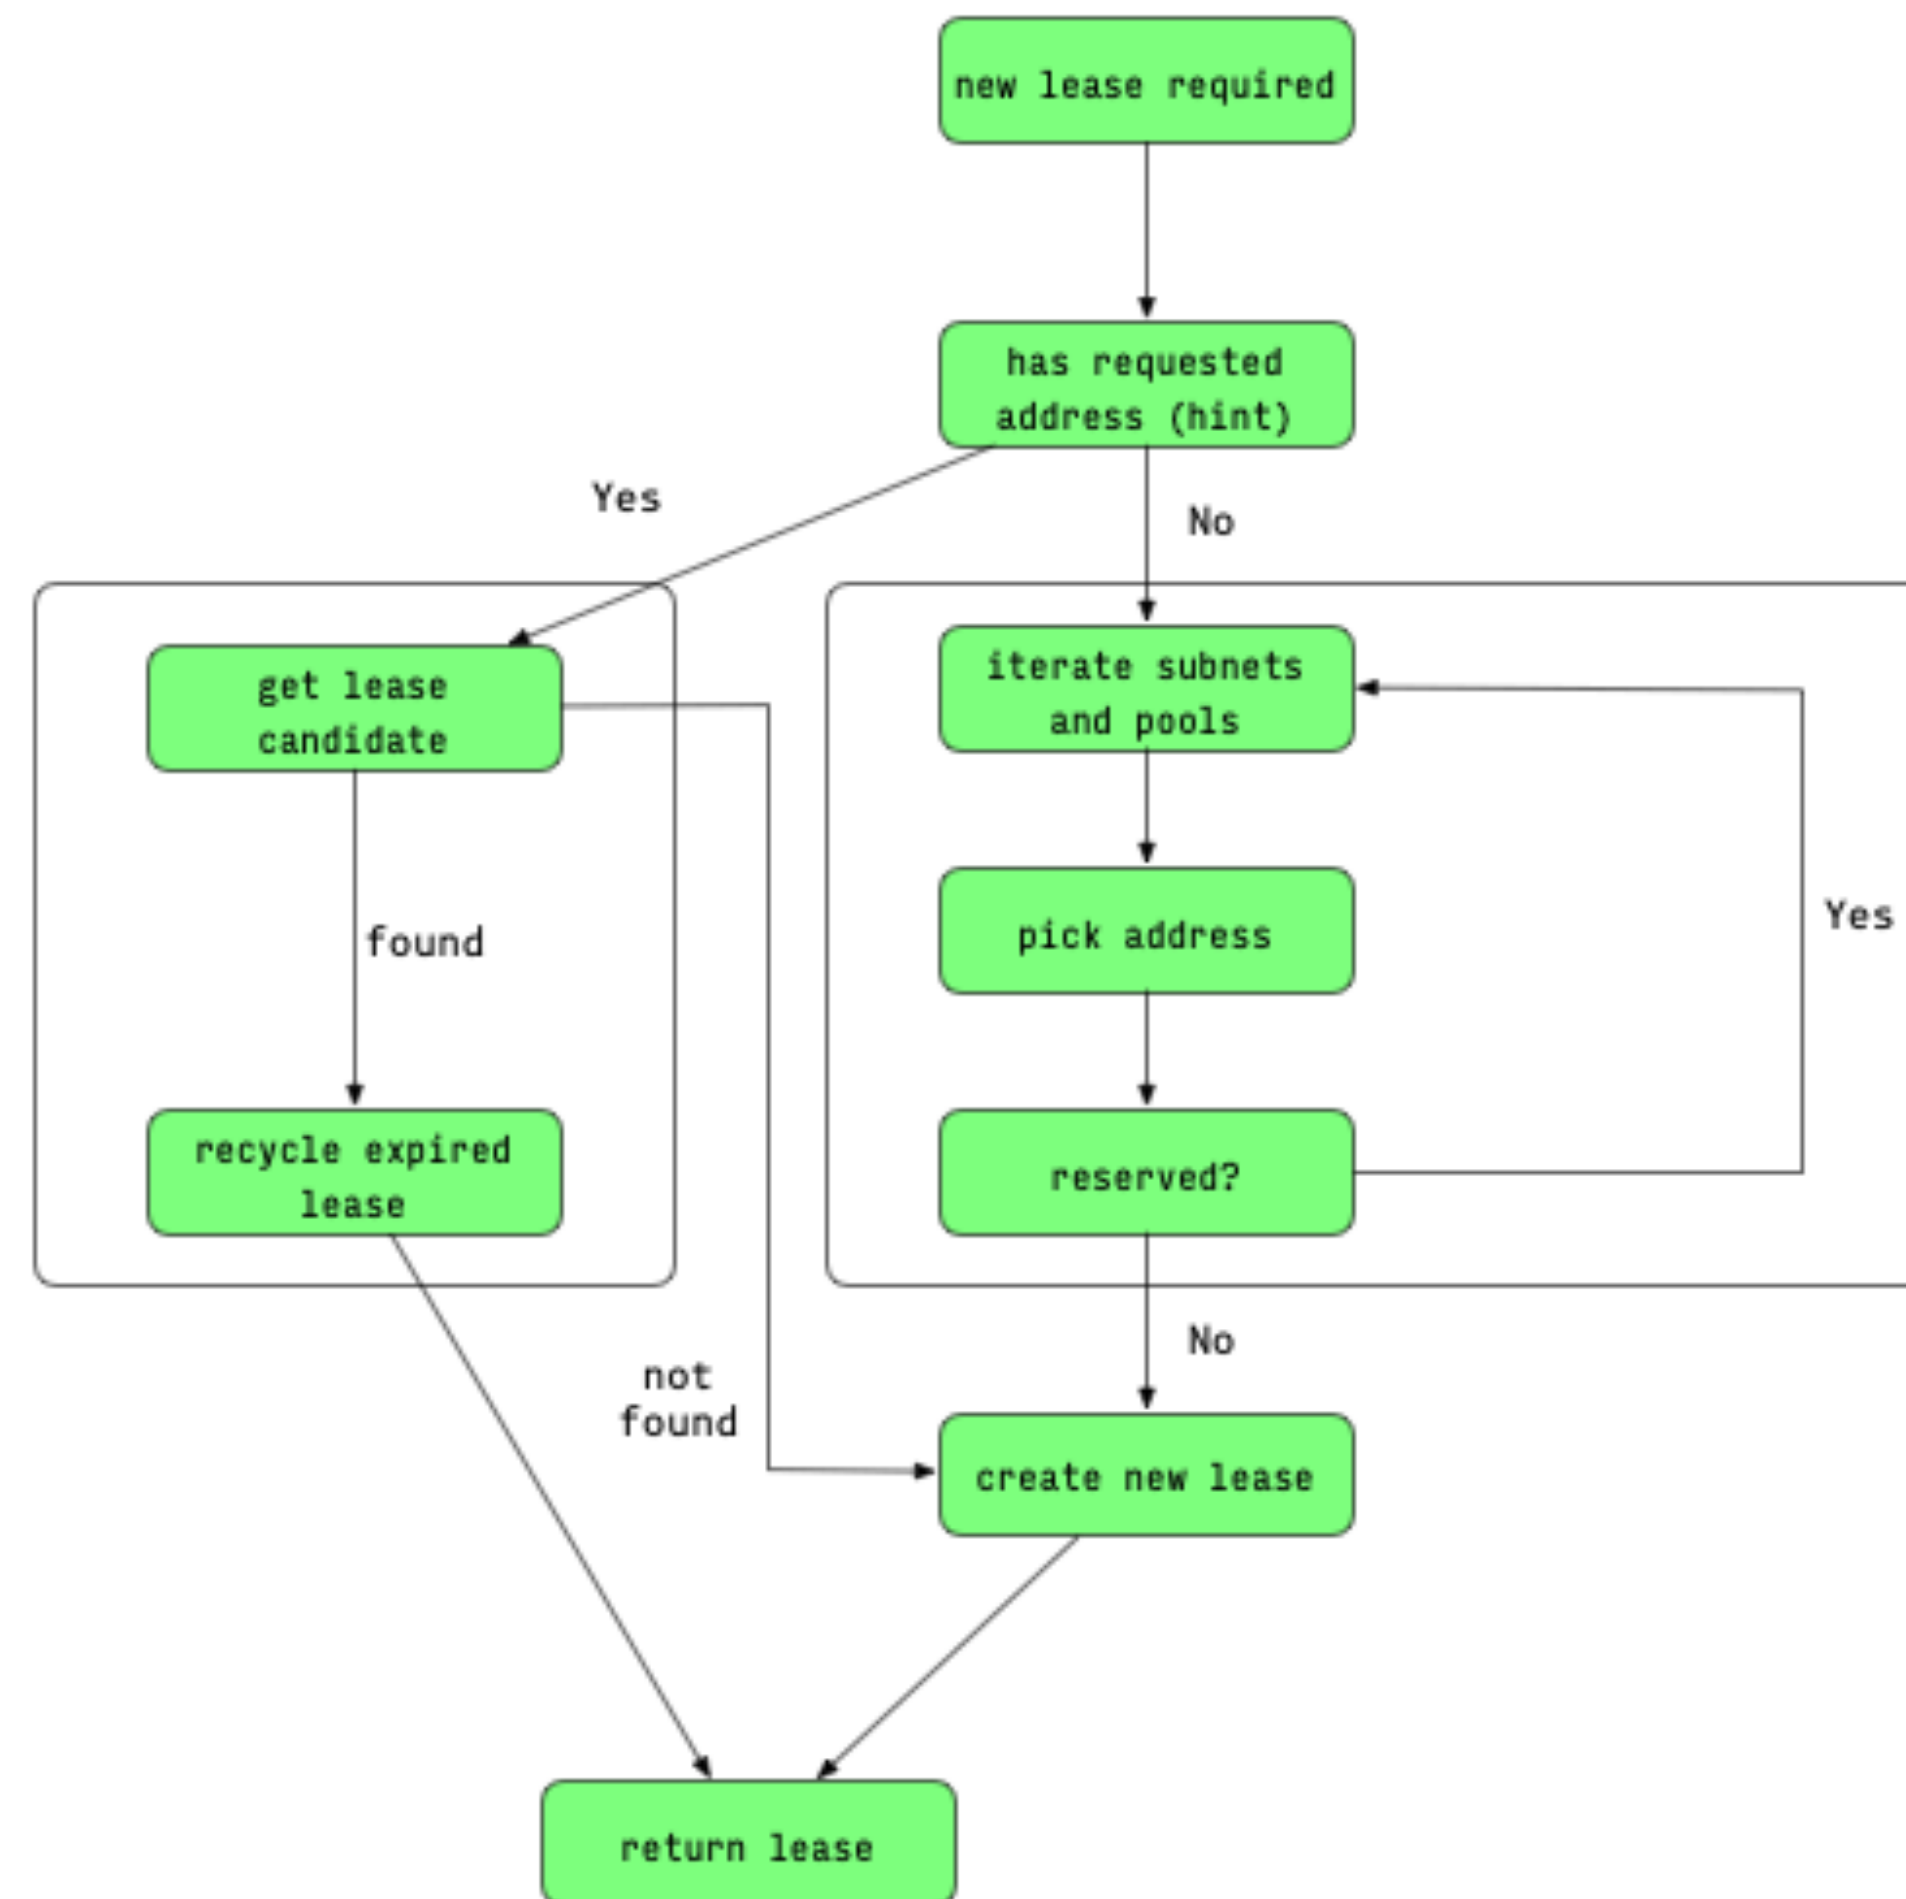 new lease required
has requested
address (hint)
Yes
No
get lease
candidate
iterate subnets
and pools
found
pick address
Yes
recycle expired
lease
reserved?
not
found
No
create new lease
return lease